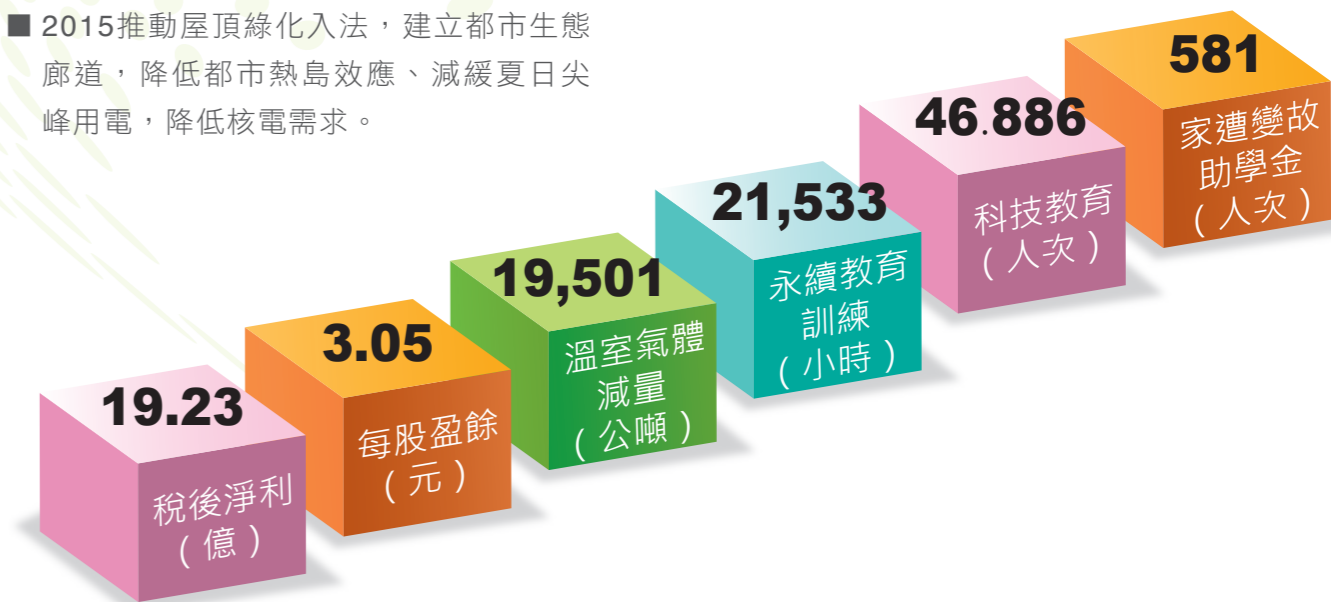 ■ 2015推動屋頂綠化入法，建立都市生態
廊道，降低都市熱島效應、減緩夏日尖
峰用電，降低核電需求。
581
家遭變故
助學金
（人次）
46.886
科技教育
（人次）
21,533
永續教育
訓練
（小時）
19,501
溫室氣體
減量
（公噸）
3.05
每股盈餘
（元）
19.23
稅後淨利
（億）